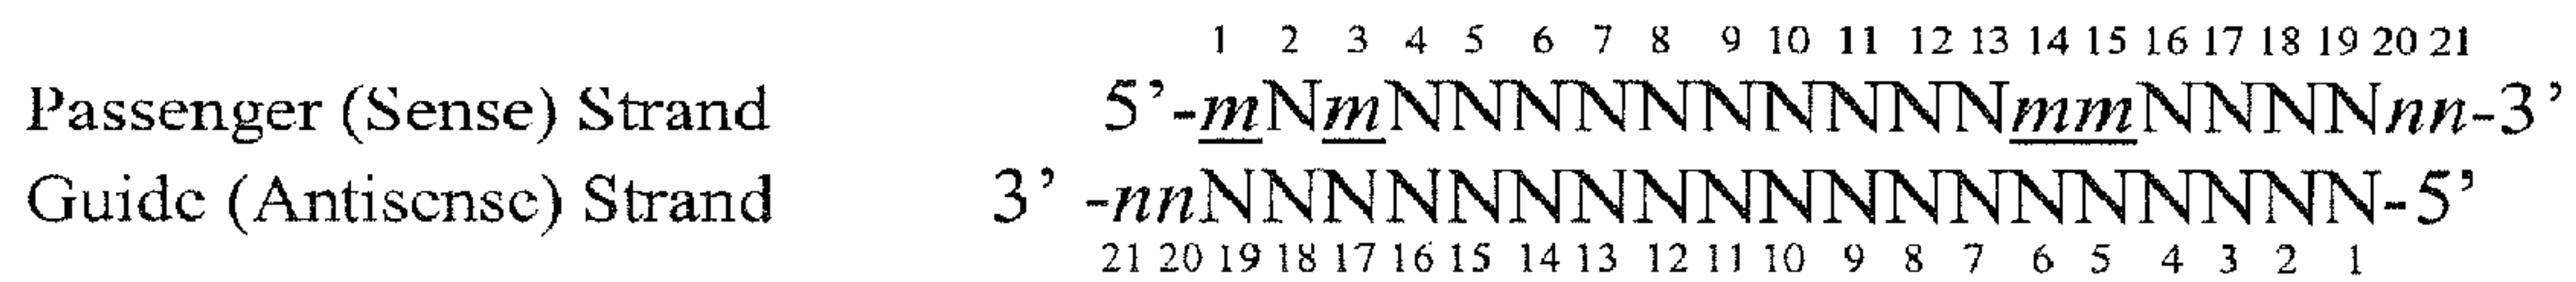 1 2 3 4 5 6 7 8 9 10 11 12 13 14 15 16 17 18 19 20 21
Passenger (Sense) Strand 5’-mNmNNNNNNNNNNmmNNNNnn-3’
Guide (Antisense) Strand 3’ -nnNNNNNNNNNNNNNNNNNNN-5’
21 20 19 18 17 16 15 14 13 12 11 10 9 8 7 6 5 4 3 2 1